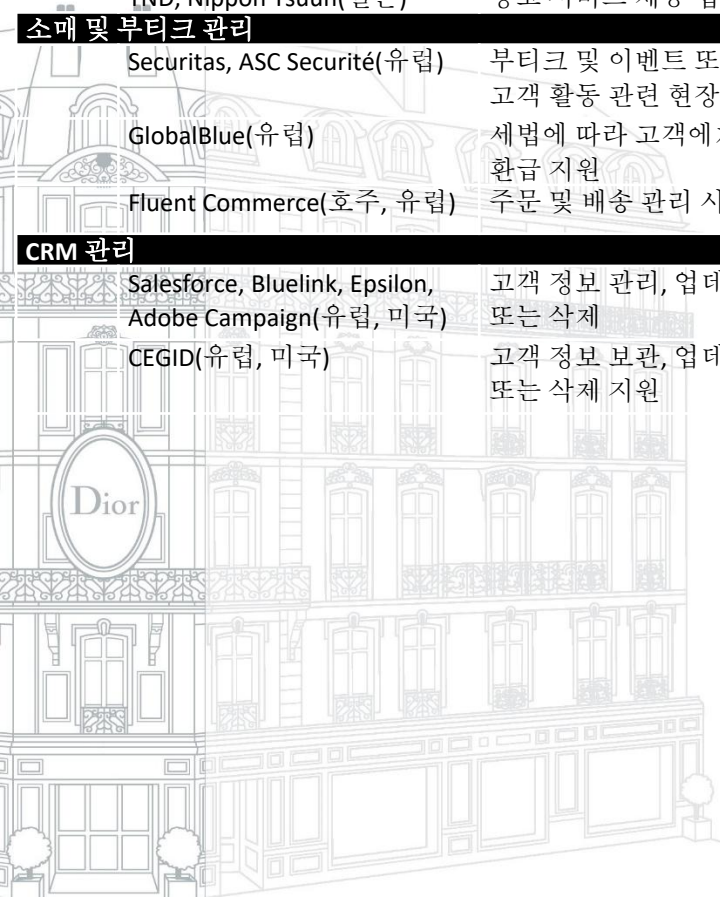 소매 및 부티크 관리
Securitas, ASC Securité(유럽) 부티크 및 이벤트 또
고객 활동 관련 현장
GlobalBlue(유럽) 세법에 따라 고객에
환급 지원
Fluent Commerce(호주, 유럽) 주문 및 배송 관리 시
CRM 관리
Salesforce, Bluelink, Epsilon, 고객 정보 관리, 업데
Adobe Campaign(유럽, 미국) 또는 삭제
CEGID(유럽, 미국) 고객 정보 보관, 업데
또는 삭제 지원
Dior